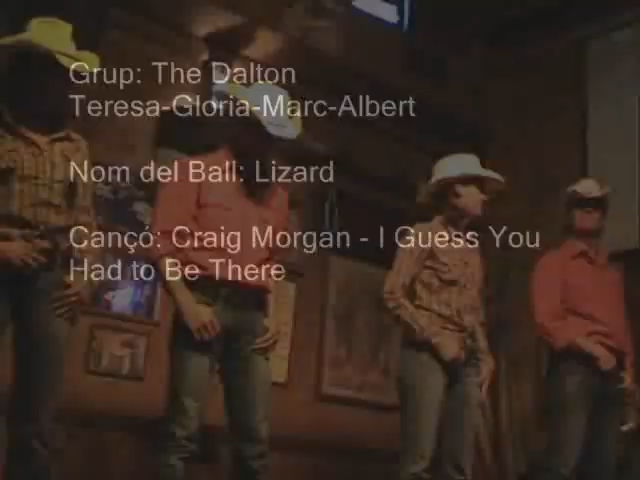 Grup: The Dalton
Teresa-Gloria-Marc-Albert
Nom del Ball: Lizard
Cançó: Craig Morgan - I Guess You
Had to Be There